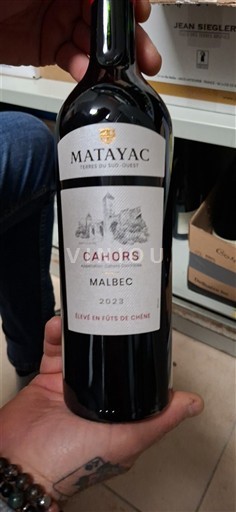 JEAN SIEGLER
MATAYAC
TERRES DU SUD-OUEST
CAHORS
MALBEC
2023
ÉLEVÉ EN FÛTS DE CHÊNE